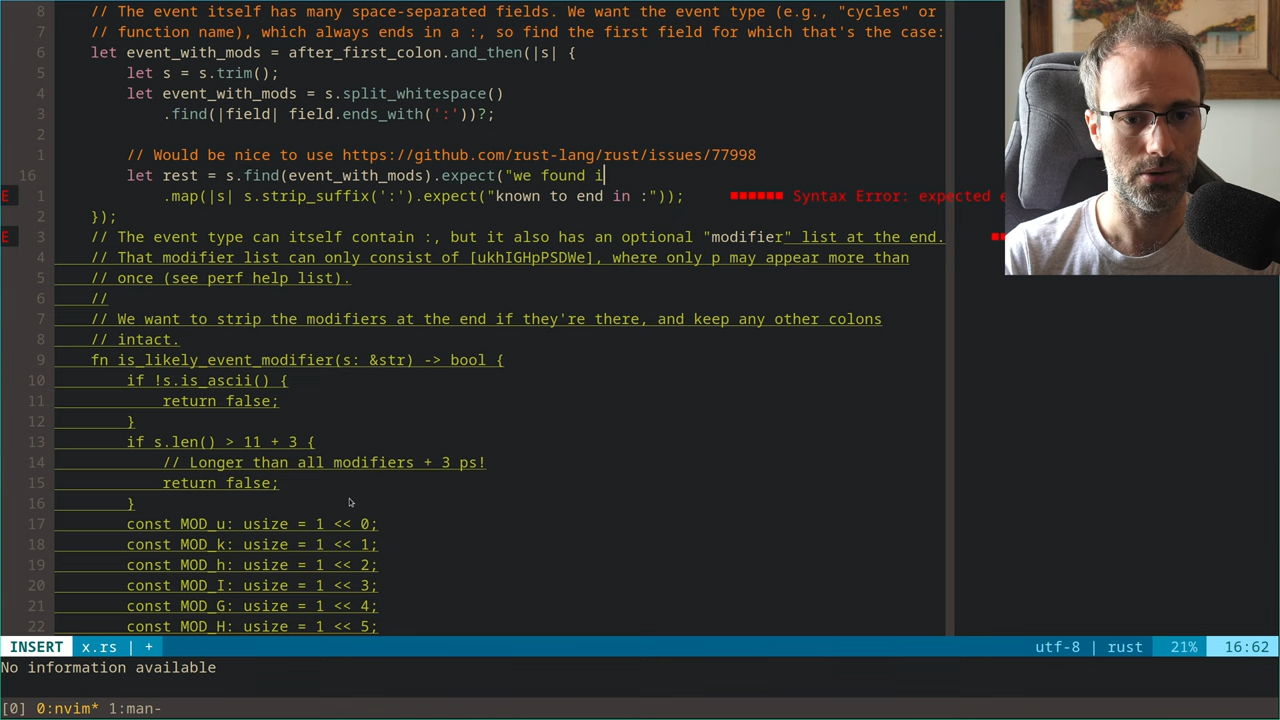 8 // The event itself has many space-separated fields. We want the event type (e.g., "cycles" or
7 // function name), which always ends in a :, so find the first field for which that's the case:
6 let event_with_mods = after_first_colon.and_then(|s| {
5 let s = s.trim();
4 let event_with_mods = s.split_whitespace()
3 .find(|field| field.ends_with(':'))?;
2
1 // Would be nice to use https://github.com/rust-lang/rust/issues/77998
16 let rest = s.find(event_with_mods).expect("we found i
E 1 .map(|s| s.strip_suffix(':').expect("known to end in :")); ■■■■■■ Syntax Error: expected e
2 });
E 3 // The event type can itself contain :, but it also has an optional "modifier" list at the end. ■■
4 // That modifier list can only consist of [ukhIGHpPSDWe], where only p may appear more than
5 // once (see perf help list).
6 //
7 // We want to strip the modifiers at the end if they're there, and keep any other colons
8 // intact.
9 fn is_likely_event_modifier(s: &str) -> bool {
10 if !s.is_ascii() {
11 return false;
12 }
13 if s.len() > 11 + 3 {
14 // Longer than all modifiers + 3 ps!
15 return false;
16 }
17 const MOD_u: usize = 1 << 0;
18 const MOD_k: usize = 1 << 1;
19 const MOD_h: usize = 1 << 2;
20 const MOD_I: usize = 1 << 3;
21 const MOD_G: usize = 1 << 4;
22 const MOD_H: usize = 1 << 5;
INSERT x.rs | + utf-8 | rust 21% 16:62
No information available
[0] 0:nvim* 1:man-